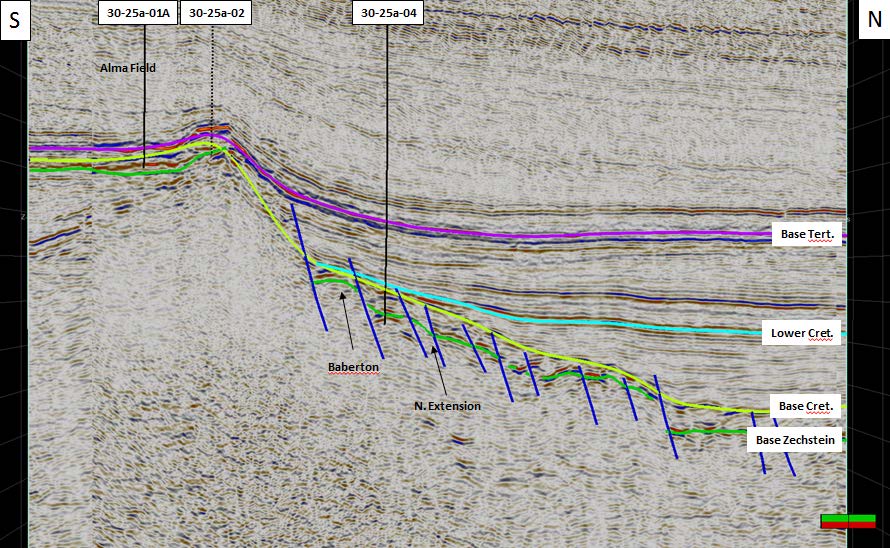 S
30-25a-01A
30-25a-02
30-25a-04
N
Alma Field
Base Tert.
Lower Cret.
Baberton
N. Extension
Base Cret.
Base Zechstein